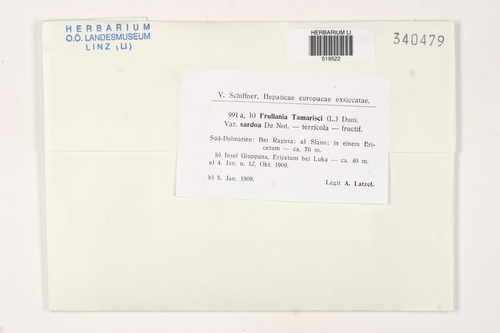 HERBARIUM
O.Ö. LANDESMUSEUM
LINZ (LI)
HERBARIUM LI
519522
340479
V. Schiffner, Hepaticae europaeae exsiccatae.
991 a, b) Frullania Tamarisci (L.) Dum.
Var. sardoa De Not. — terricola — fructif.
Süd-Dalmatien: Bei Ragusa: a) Slano; in einem Eri-
cetum — ca. 70 m.
b) Insel Giuppana, Ericetum bei Luka — ca. 40 m.
a) 4. Jan. u. 12. Okt. 1909.
b) 8. Jan. 1909.
Legit A. Latzel.